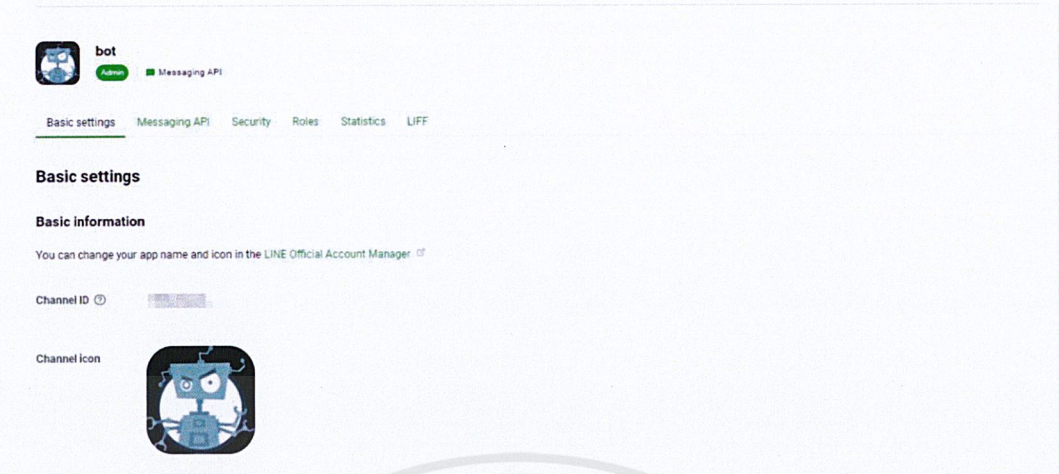 bot
Admin
Messaging API
Basic settings Messaging API Security Roles Statistics LIFF
Basic settings
Basic information
You can change your app name and icon in the LINE Official Account Manager
Channel ID
Channel icon